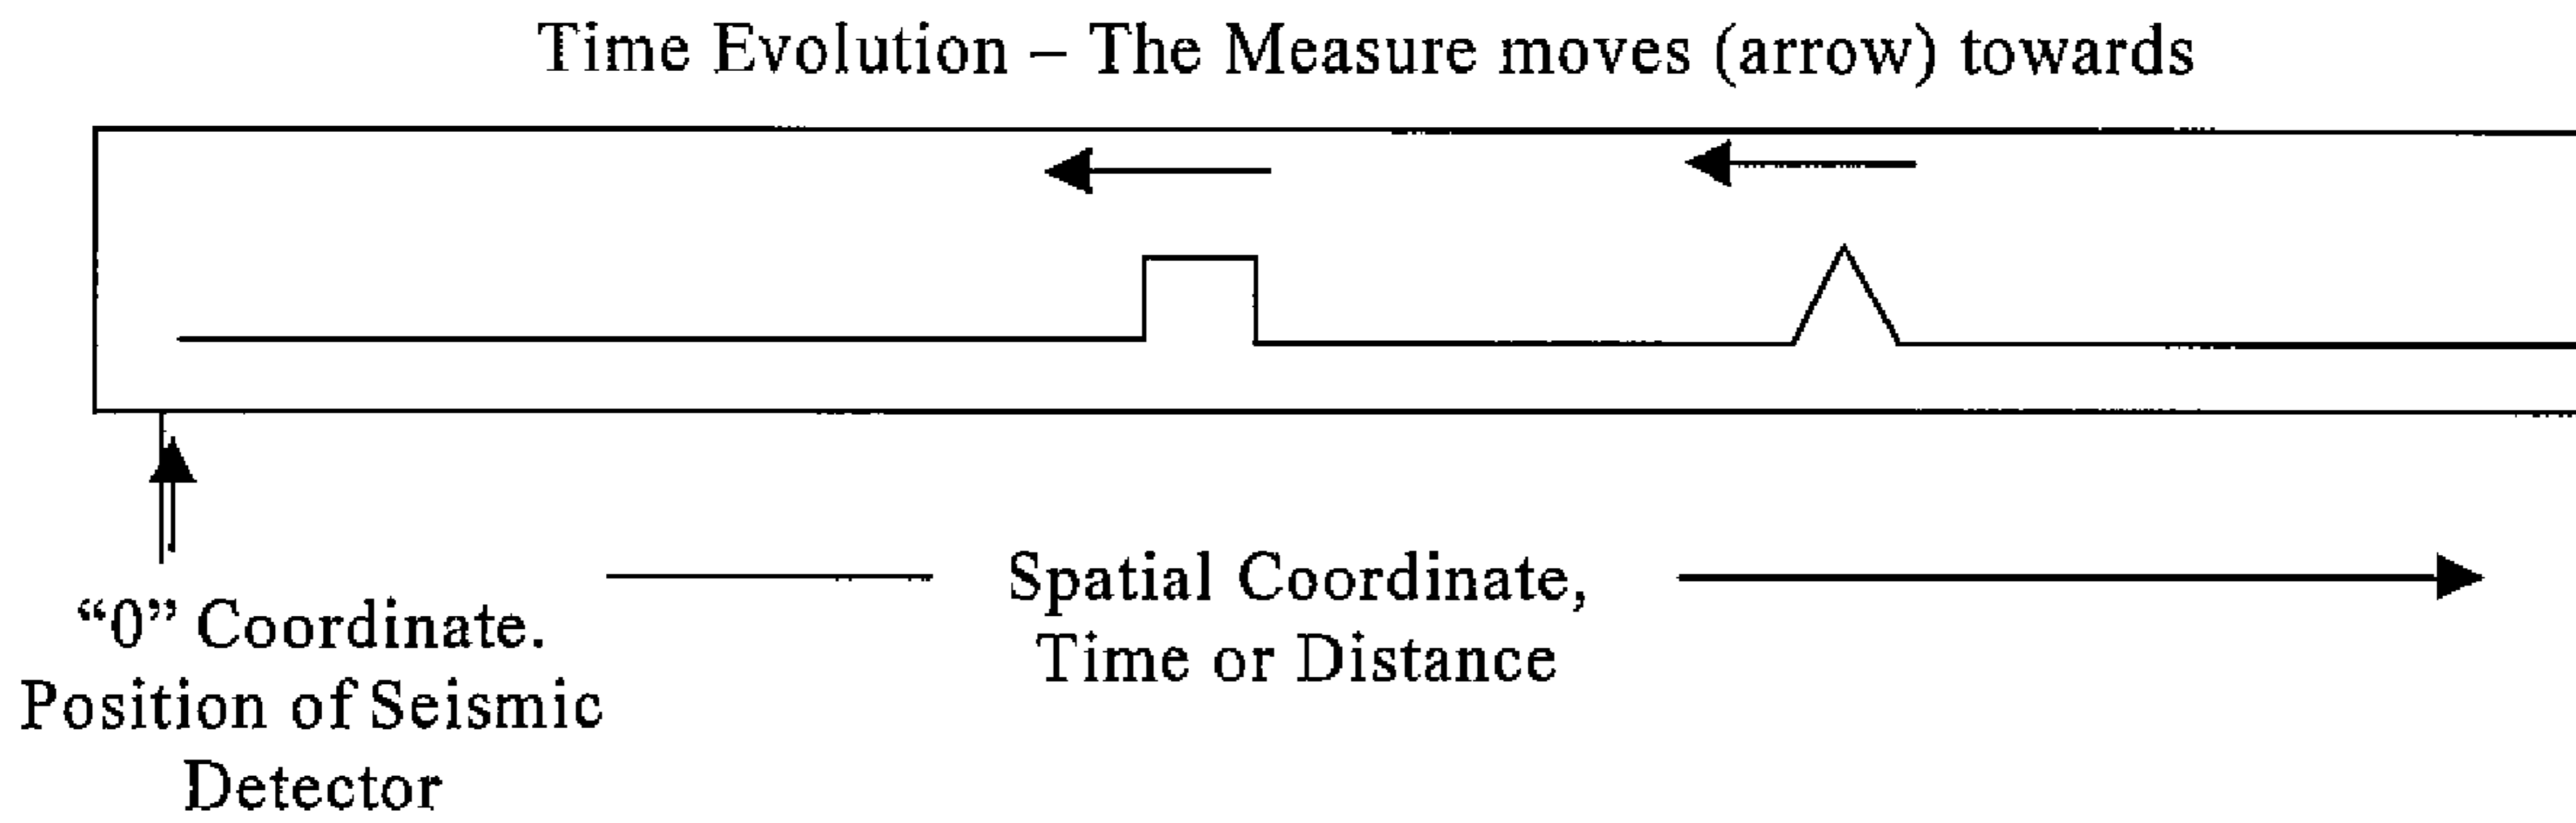 Time Evolution – The Measure moves (arrow) towards
“0” Coordinate.
Position of Seismic
Detector
Spatial Coordinate,
Time or Distance